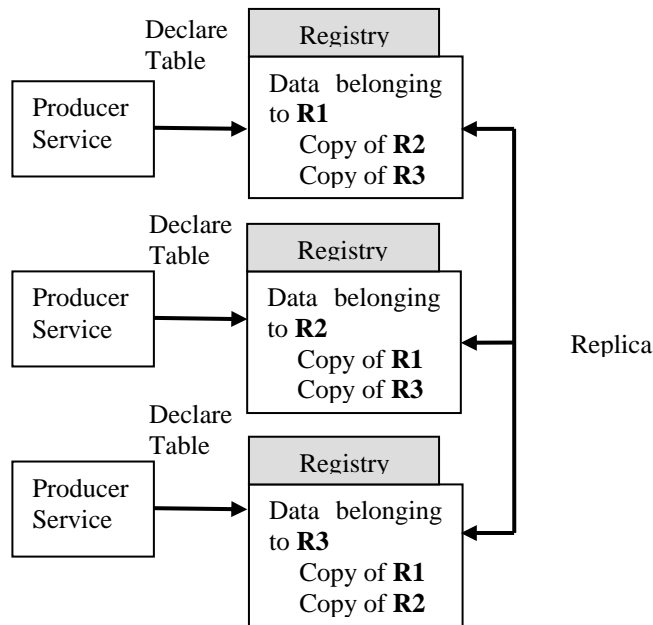 Declare
Table
Registry
Producer
Service
Data belonging
to R1
Copy of R2
Copy of R3
Declare
Table
Registry
Producer
Service
Data belonging
to R2
Copy of R1
Copy of R3
Replica
Declare
Table
Registry
Producer
Service
Data belonging
to R3
Copy of R1
Copy of R2